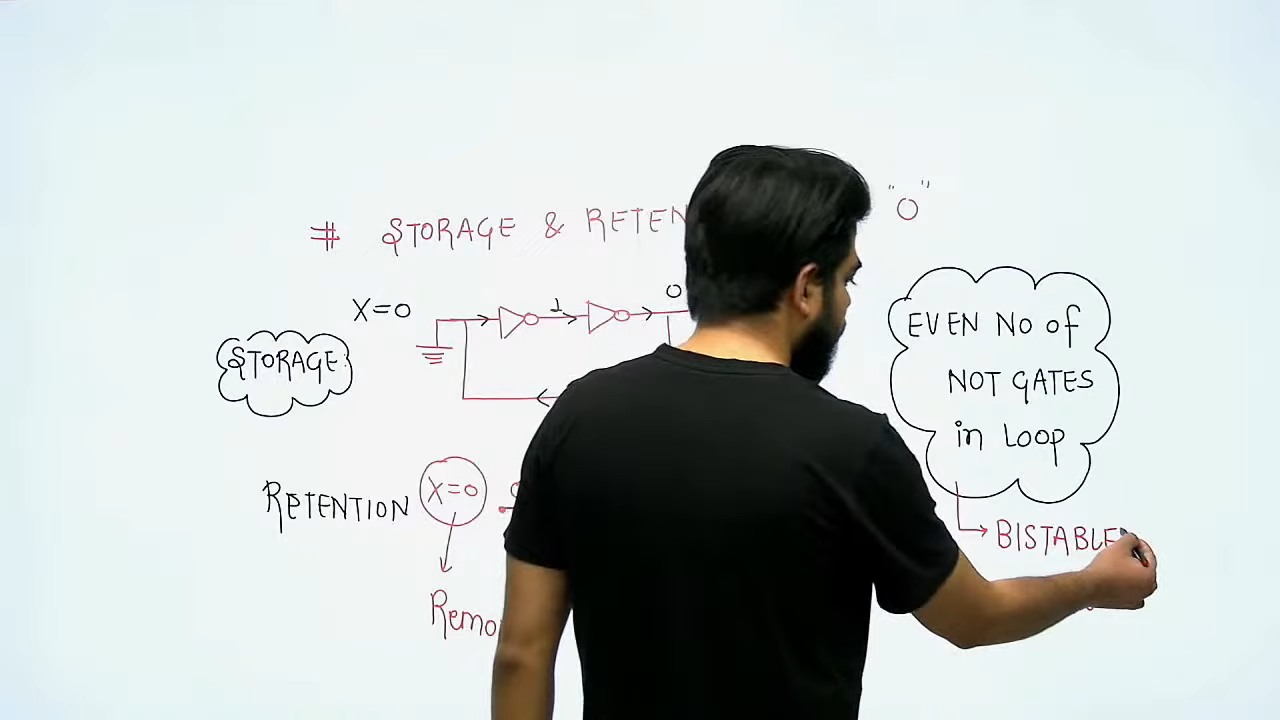 # STORAGE & RETEN "0"
X=0
1
0
STORAGE
EVEN NO of
NOT GATES
in Loop
RETENTION X=0
BISTABLE
Remo